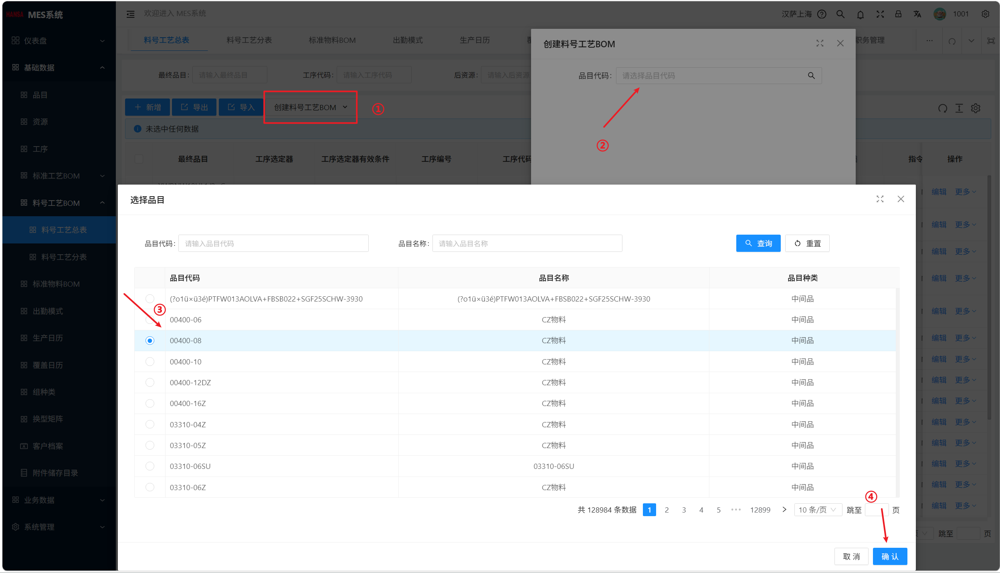 HANSA MES系统
欢迎进入 MES系统
汉萨上海
1001
仪表盘
基础数据
品目
资源
工序
标准工艺BOM
料号工艺BOM
料号工艺总表
料号工艺分表
标准物料BOM
出勤模式
生产日历
覆盖日历
组种类
换型矩阵
客户档案
附件储存目录
业务数据
系统管理
料号工艺总表 料号工艺分表 标准物料BOM 出勤模式 生产日历 职务管理
最终品目: 请输入最终品目 工序代码: 请输入工序代码 后资源: 请输入后资源
新增 导出 导入 创建料号工艺BOM ①
未选中任何数据
最终品目 工序选定器 工序选定器有效条件 工序编号 工序代码 指令 操作
创建料号工艺BOM
品目代码: 请选择品目代码
②
编辑 更多
编辑 更多
编辑 更多
编辑 更多
编辑 更多
编辑 更多
编辑 更多
编辑 更多
编辑 更多
编辑 更多
编辑 更多
编辑 更多
编辑 更多
编辑 更多
跳至 页
选择品目
品目代码: 请输入品目代码 品目名称: 请输入品目名称 查询 重置
品目代码 品目名称 品目种类
(?o1ü×ü3é)PTFW013AOLVA+FBSB022+SGF25SCHW-3930 (?o1ü×ü3é)PTFW013AOLVA+FBSB022+SGF25SCHW-3930 中间品
③
00400-06 CZ物料 中间品
00400-08 CZ物料 中间品
00400-10 CZ物料 中间品
00400-12DZ CZ物料 中间品
00400-16Z CZ物料 中间品
03310-04Z CZ物料 中间品
03310-05Z CZ物料 中间品
03310-06SU 03310-06SU 中间品
03310-06Z CZ物料 中间品
④
共 128984 条数据 1 2 3 4 5 ••• 12899 10 条/页 跳至 页
取 消 确 认